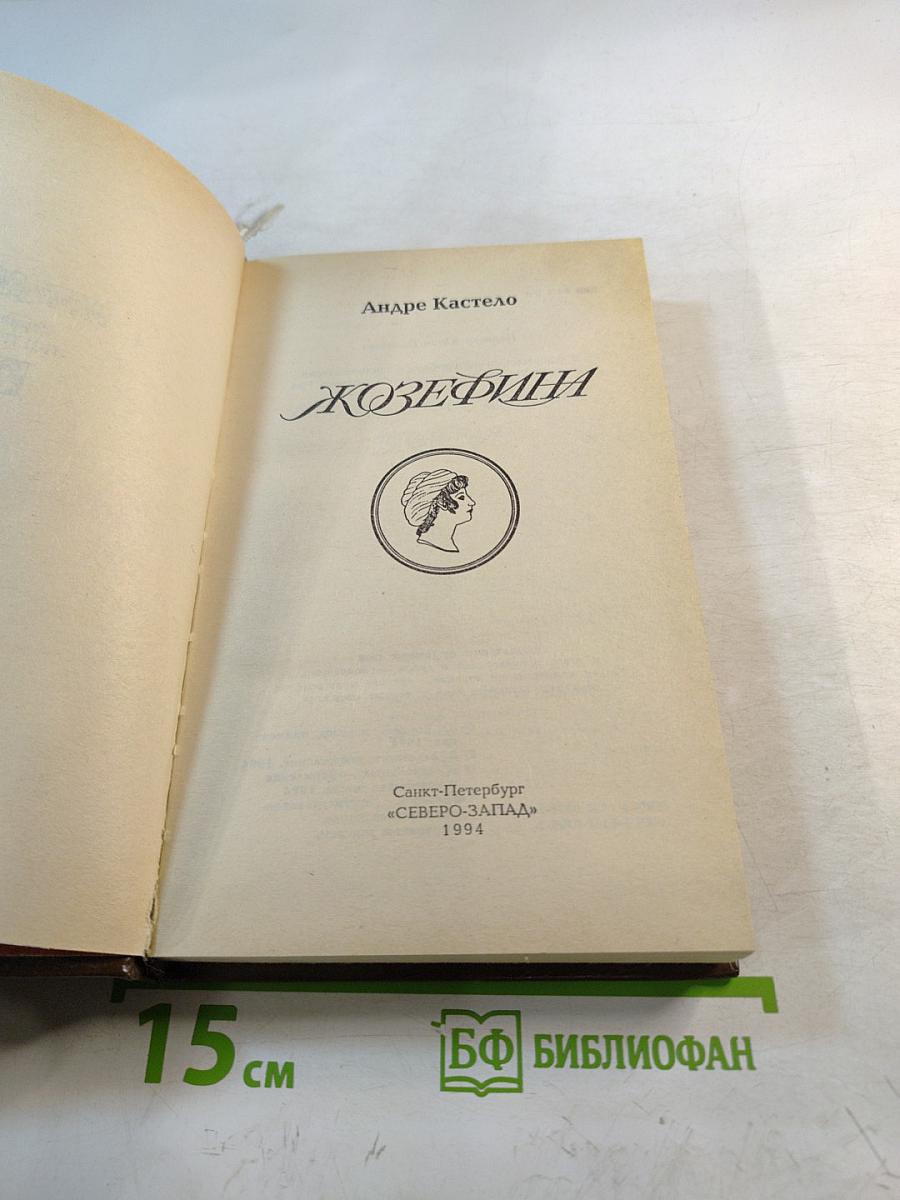 Андре Кастело
ЖОЗЕФИНА
Санкт-Петербург
«СЕВЕРО-ЗАПАД»
1994
15 см
БФ БИБЛИОФАН